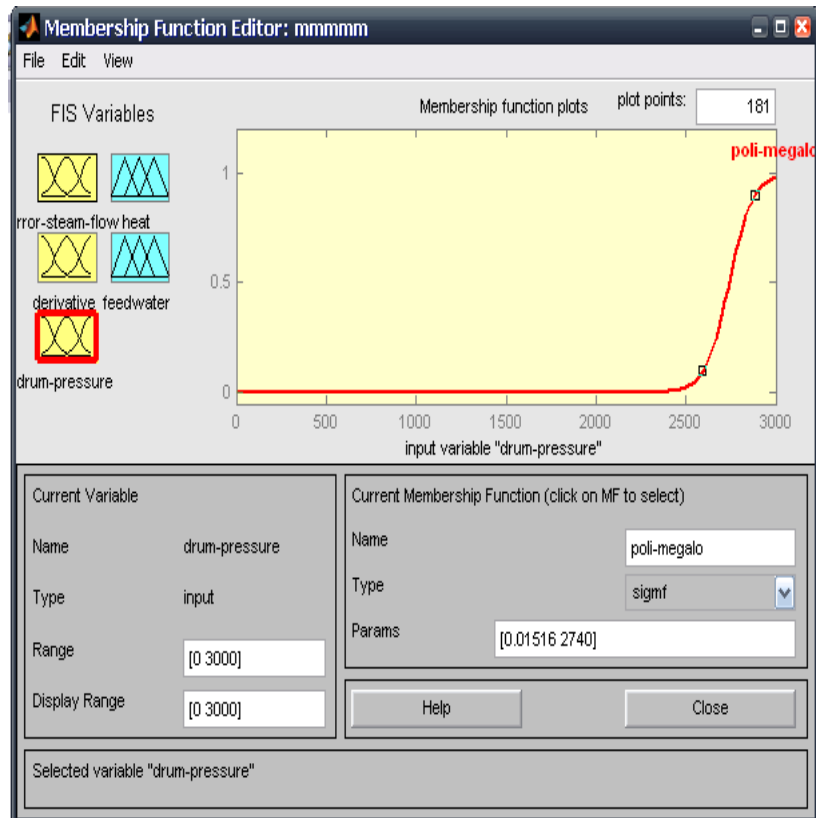 Membership Function Editor: mmmmm
File Edit View
FIS Variables
Membership function plots
plot points:
181
rror-steam-flow heat
derivative feedwater
drum-pressure
poli-megalo
1
0.5
0
0 500 1000 1500 2000 2500 3000
input variable "drum-pressure"
Current Variable
Name drum-pressure
Type input
Range [0 3000]
Display Range [0 3000]
Current Membership Function (click on MF to select)
Name poli-megalo
Type sigmf
Params [0.01516 2740]
Help Close
Selected variable "drum-pressure"